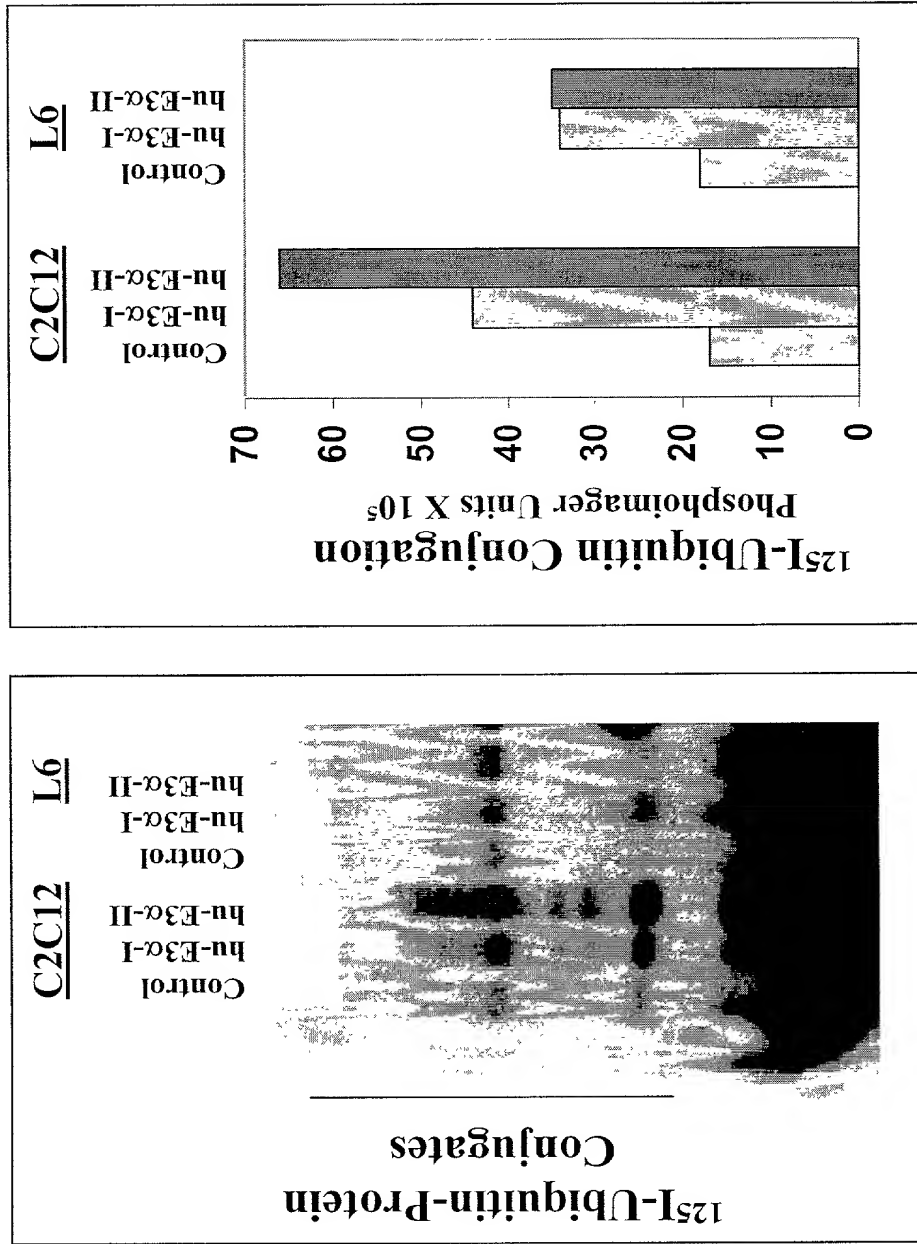 C2C12
L6
Control
hu-E3α-I
hu-E3α-II
Control
hu-E3α-I
hu-E3α-II
70
60
50
40
30
20
10
0
¹²⁵I-Ubiquitin Conjugation
Phosphoimager Units X 10⁵
C2C12
L6
Control
hu-E3α-I
hu-E3α-II
Control
hu-E3α-I
hu-E3α-II
¹²⁵I-Ubiquitin-Protein
Conjugates